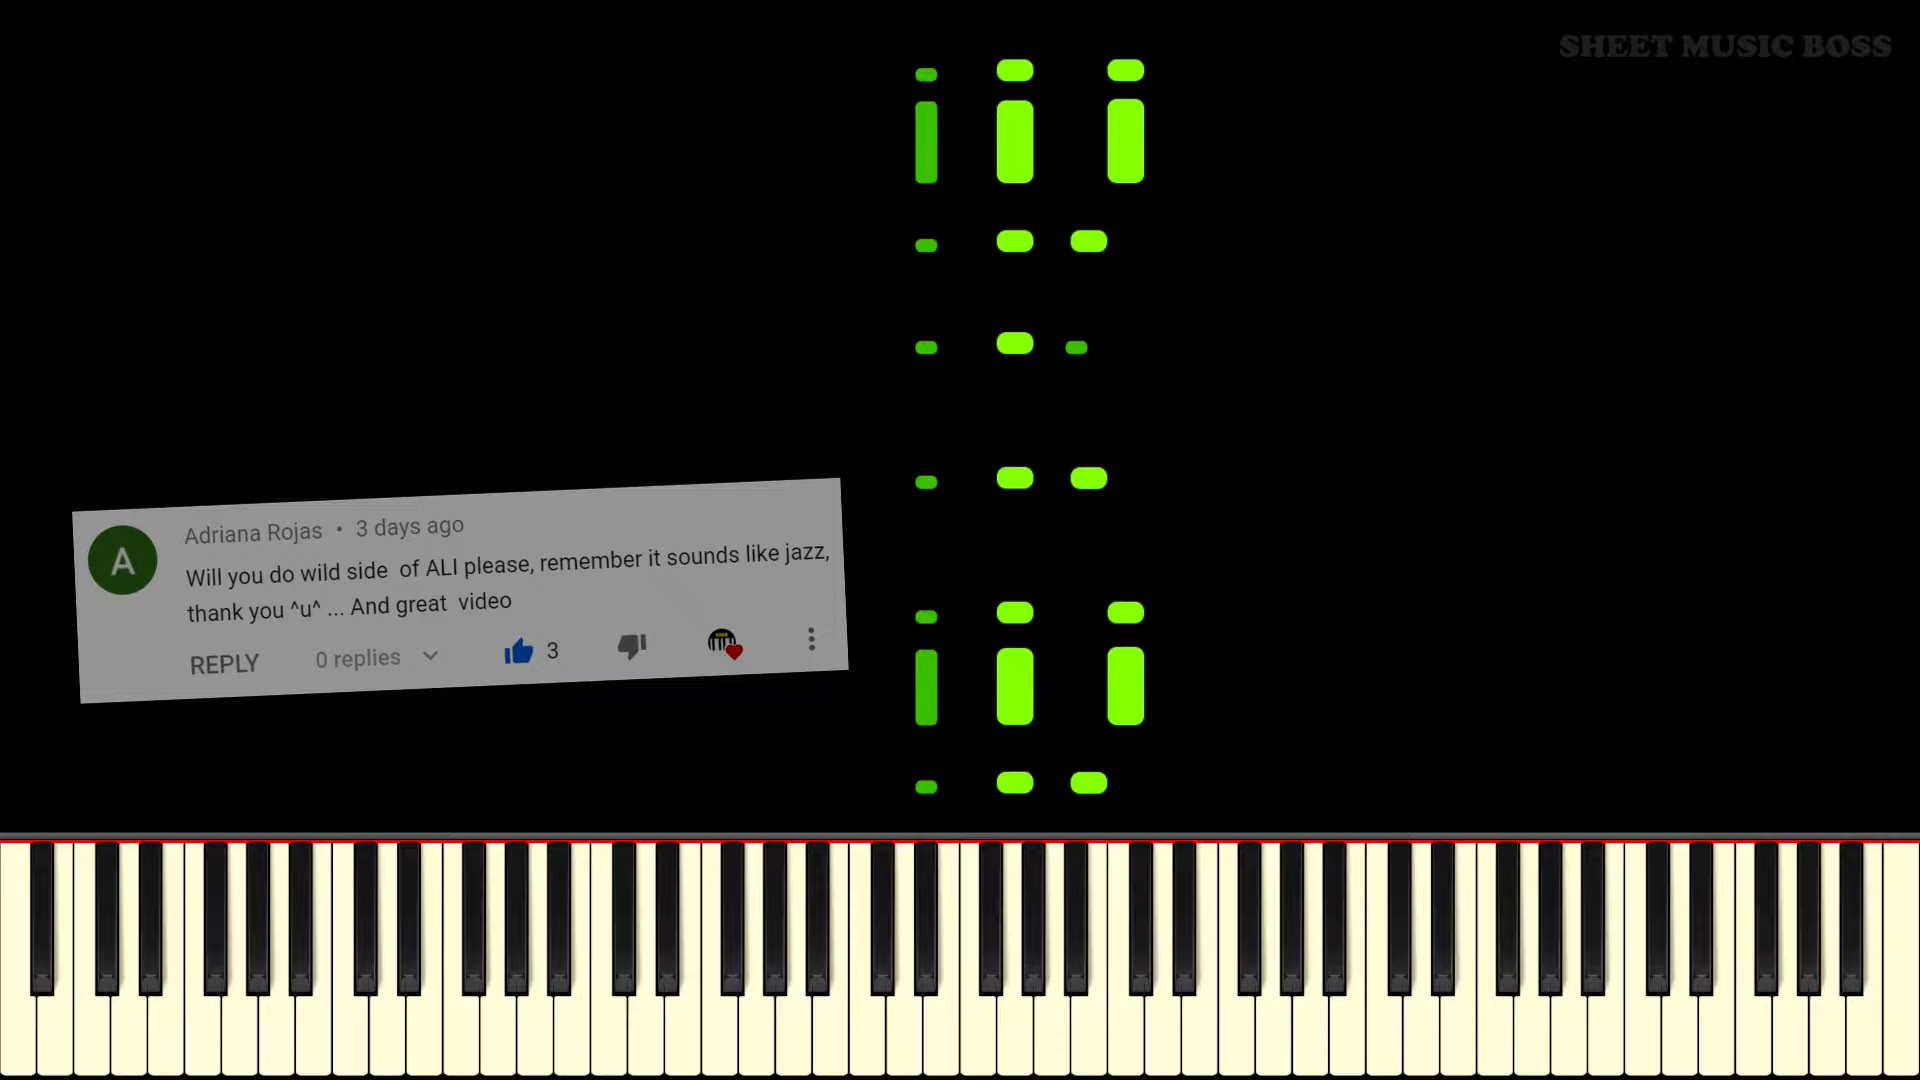 SHEET MUSIC BOSS
A
Adriana Rojas • 3 days ago
Will you do wild side of ALI please, remember it sounds like jazz,
thank you ^u^ ... And great video
REPLY 0 replies 3